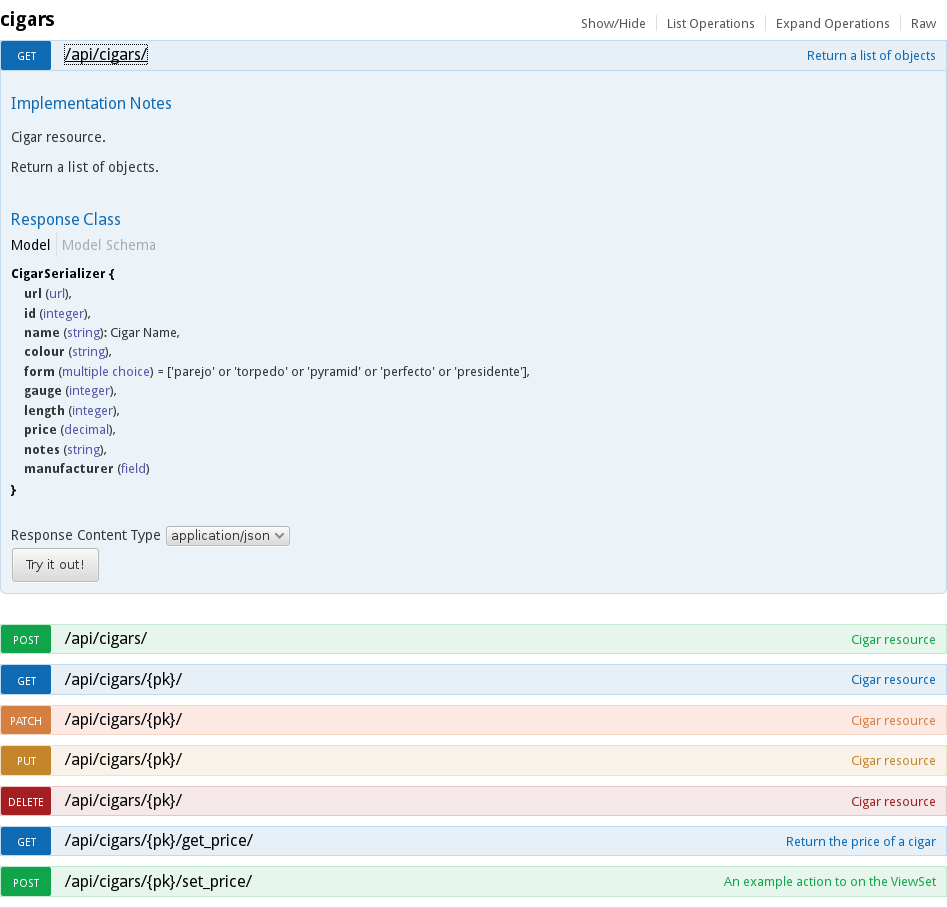 cigars
Show/Hide List Operations Expand Operations Raw
GET /api/cigars/ Return a list of objects
Implementation Notes
Cigar resource.
Return a list of objects.
Response Class
Model Model Schema
CigarSerializer {
url (url),
id (integer),
name (string): Cigar Name,
colour (string),
form (multiple choice) = ['parejo' or 'torpedo' or 'pyramid' or 'perfecto' or 'presidente'],
gauge (integer),
length (integer),
price (decimal),
notes (string),
manufacturer (field)
}
Response Content Type application/json
Try it out!
POST /api/cigars/ Cigar resource
GET /api/cigars/{pk}/ Cigar resource
PATCH /api/cigars/{pk}/ Cigar resource
PUT /api/cigars/{pk}/ Cigar resource
DELETE /api/cigars/{pk}/ Cigar resource
GET /api/cigars/{pk}/get_price/ Return the price of a cigar
POST /api/cigars/{pk}/set_price/ An example action to on the ViewSet